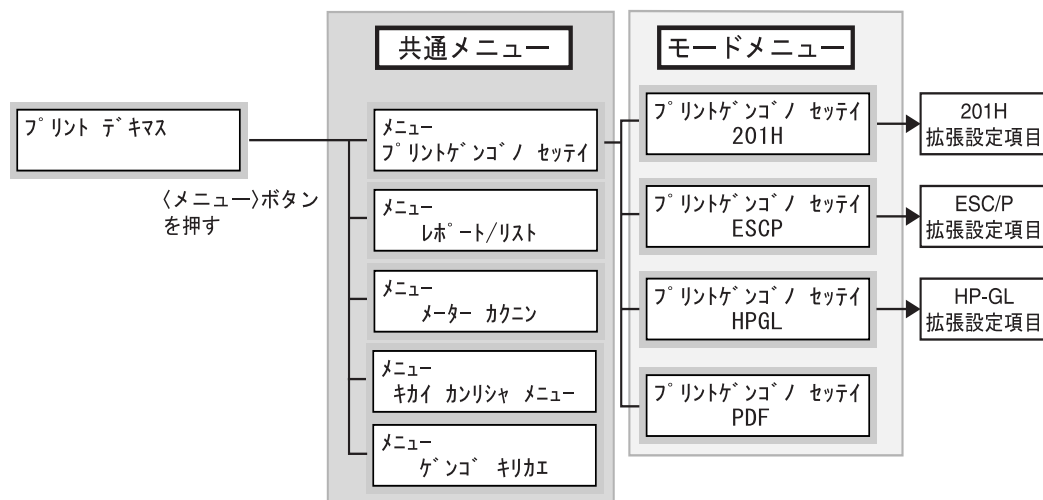 共通メニュー
モードメニュー
プリント デキマス
〈メニュー〉ボタン
を押す
メニュー
プリントゲンゴノ セッテイ
メニュー
レポート/リスト
メニュー
メーター カクニン
メニュー
キカイ カンリシャ メニュー
メニュー
ゲンゴ キリカエ
プリントゲンゴノ セッテイ
201H
プリントゲンゴノ セッテイ
ESCP
プリントゲンゴノ セッテイ
HPGL
プリントゲンゴノ セッテイ
PDF
201H
拡張設定項目
ESC/P
拡張設定項目
HP-GL
拡張設定項目